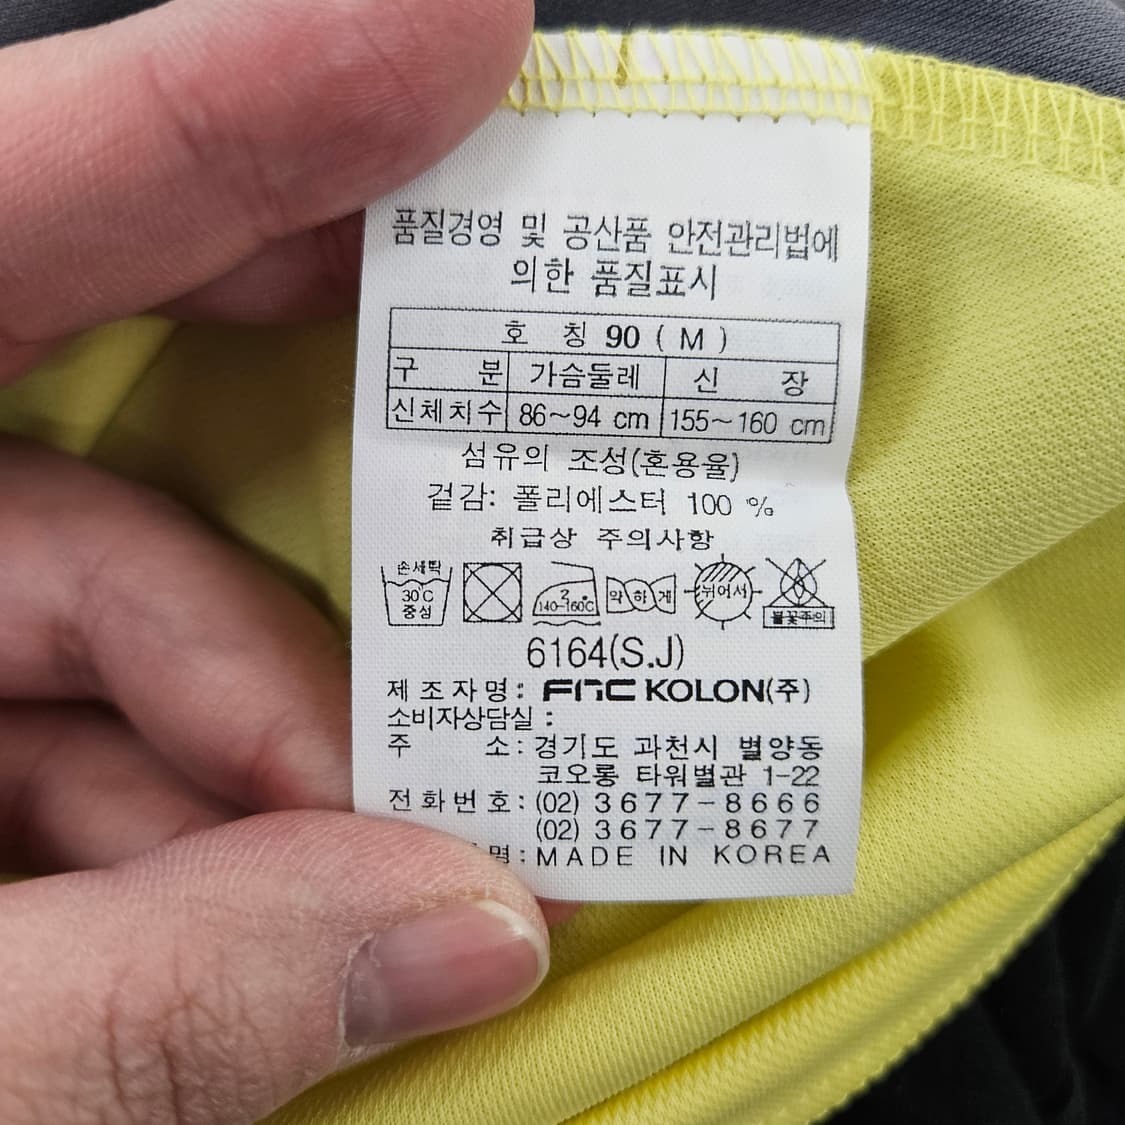 품질경영 및 공산품 안전관리법에
의한 품질표시
호 칭 90 ( M )
구 분 가슴둘레 신 장
신체치수 86~94 cm 155~160 cm
섬유의 조성(혼용율)
겉감: 폴리에스터 100 %
취급상 주의사항
손세탁 30℃ 중성 2 140~160℃ 약하게 뉘어서 불꽃주의
6164(S.J)
제조자명: FnC KOLON(주)
소비자상담실 :
주 소: 경기도 과천시 별양동
코오롱 타워별관 1-22
전화번호: (02) 3677-8666
(02) 3677-8677
명: MADE IN KOREA